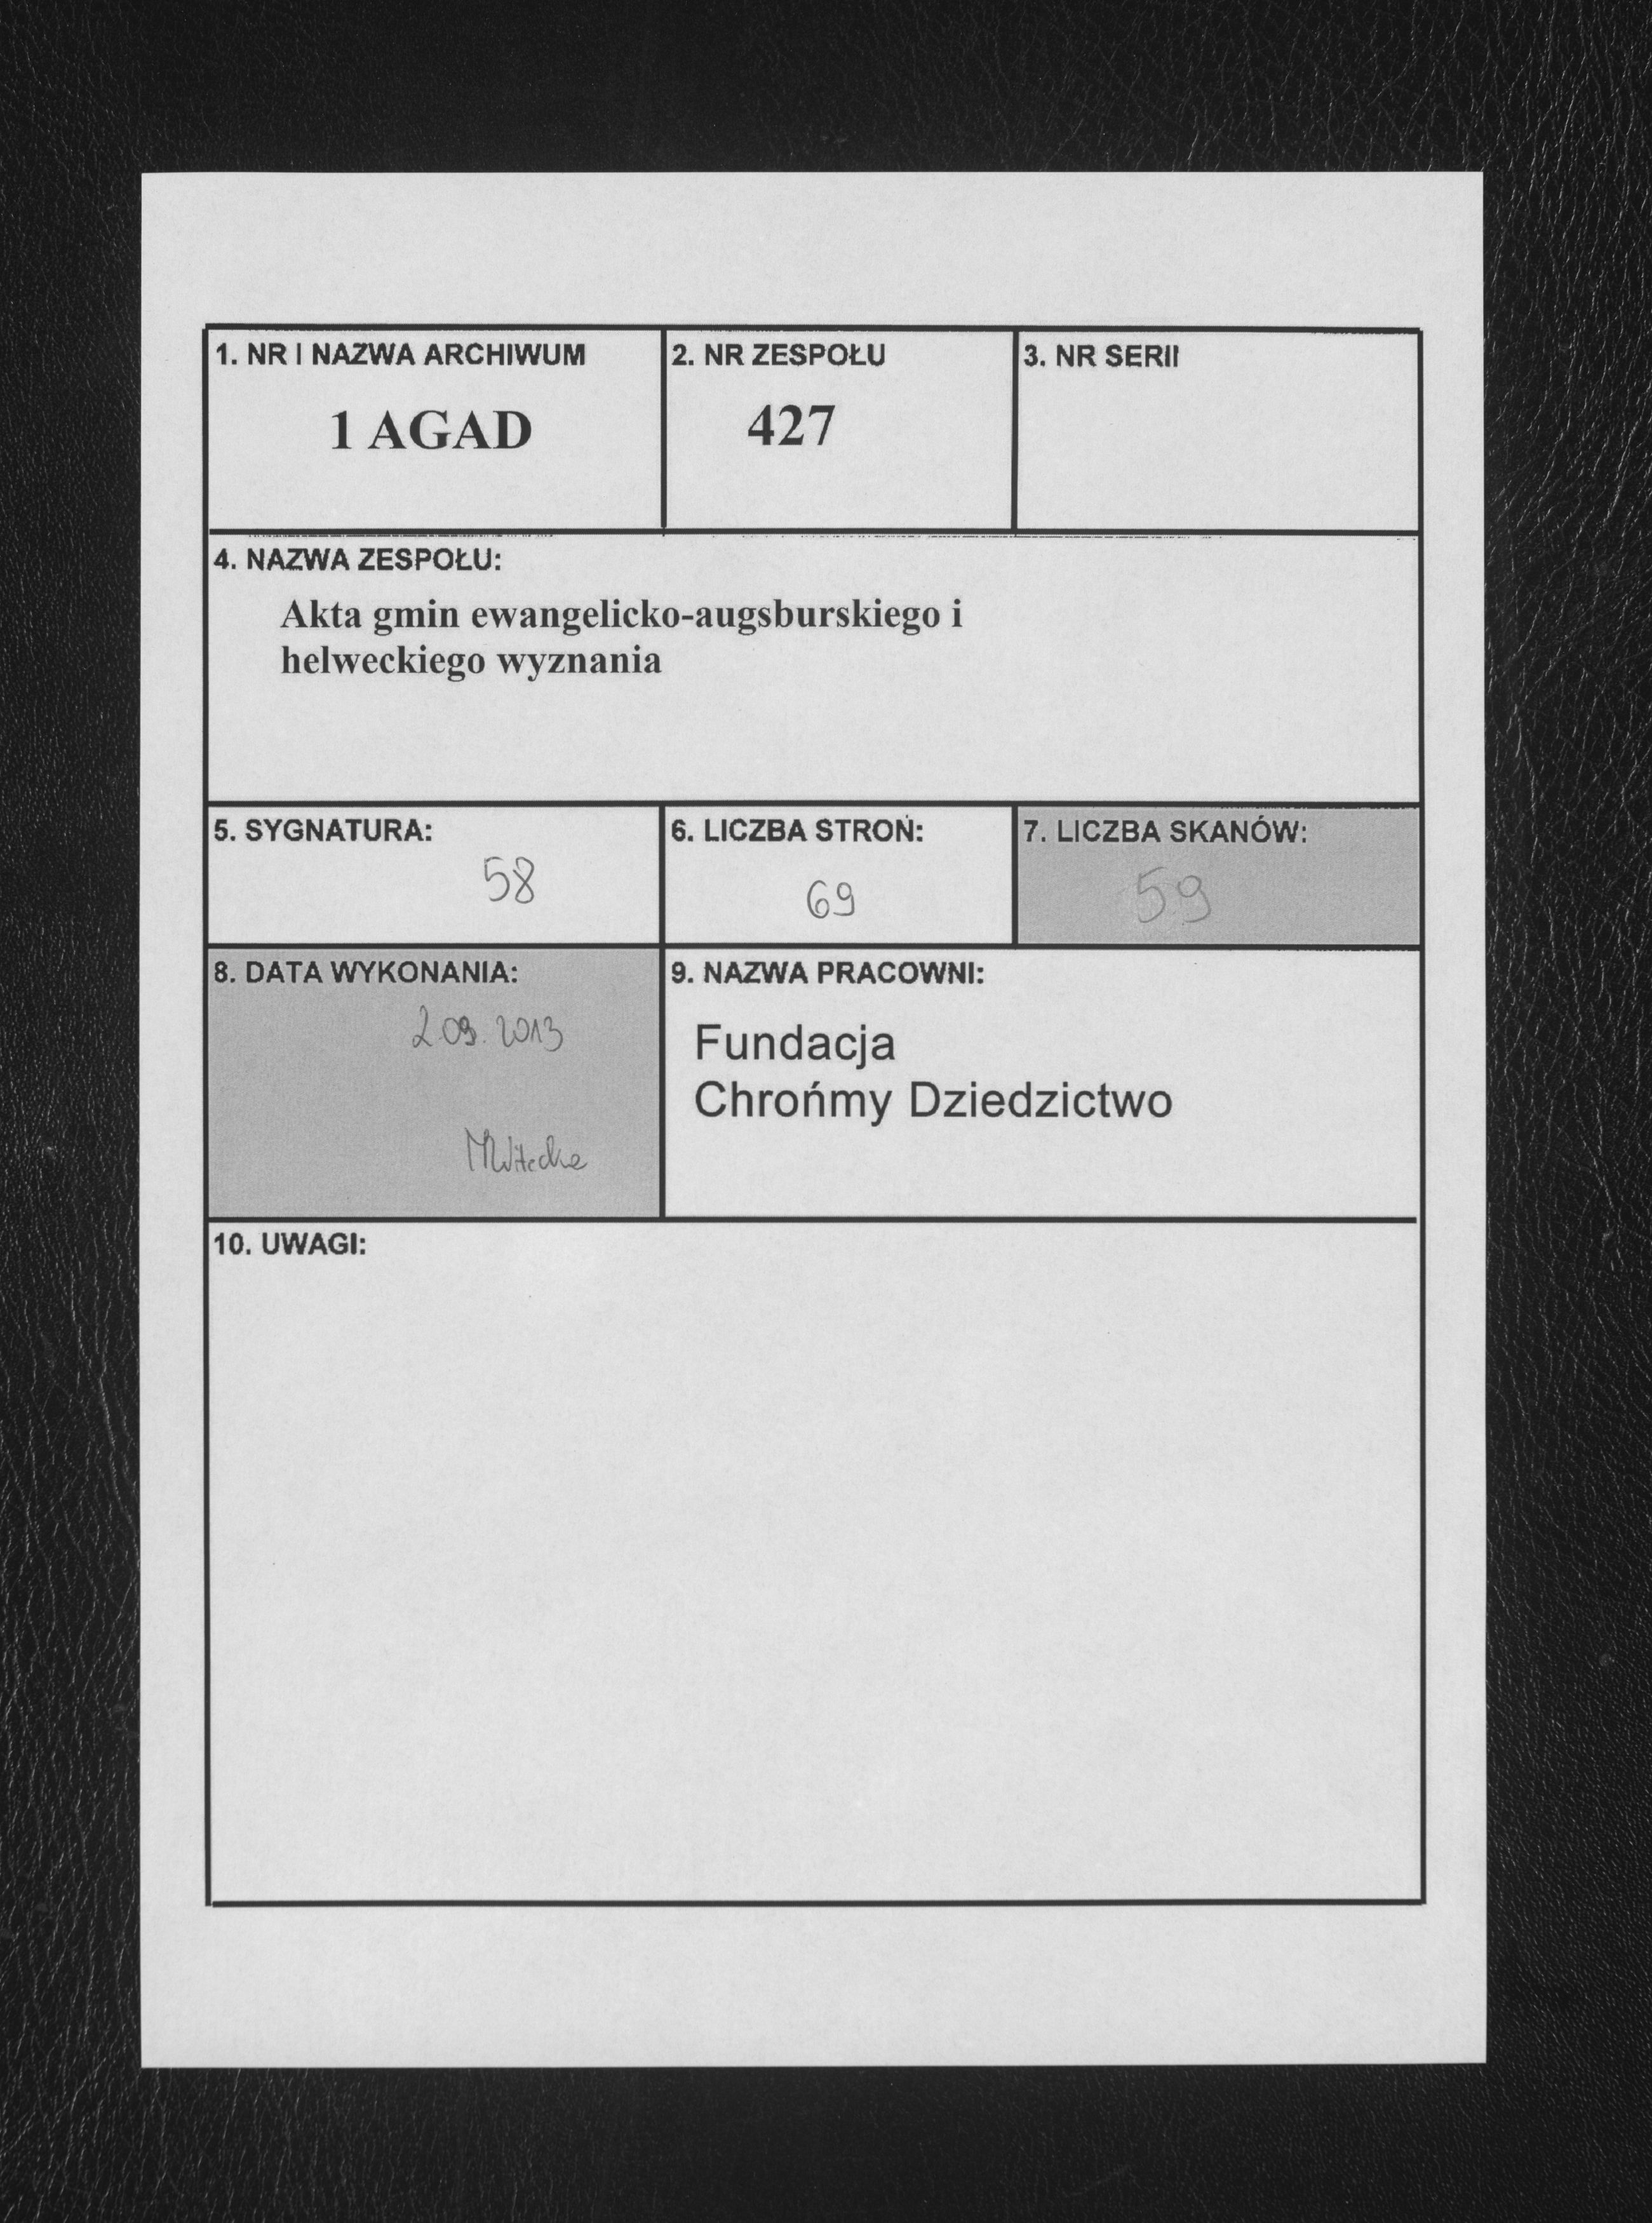 1. NR I NAZWA ARCHIWUM
1 AGAD
2. NR ZESPOŁU
427
3. NR SERII
4. NAZWA ZESPOŁU:
Akta gmin ewangelicko-augsburskiego i
helweckiego wyznania
5. SYGNATURA:
58
6. LICZBA STRON:
69
7. LICZBA SKANÓW:
59
8. DATA WYKONANIA:
2.09.2013
9. NAZWA PRACOWNI:
Fundacja
Chrońmy Dziedzictwo
10. UWAGI: